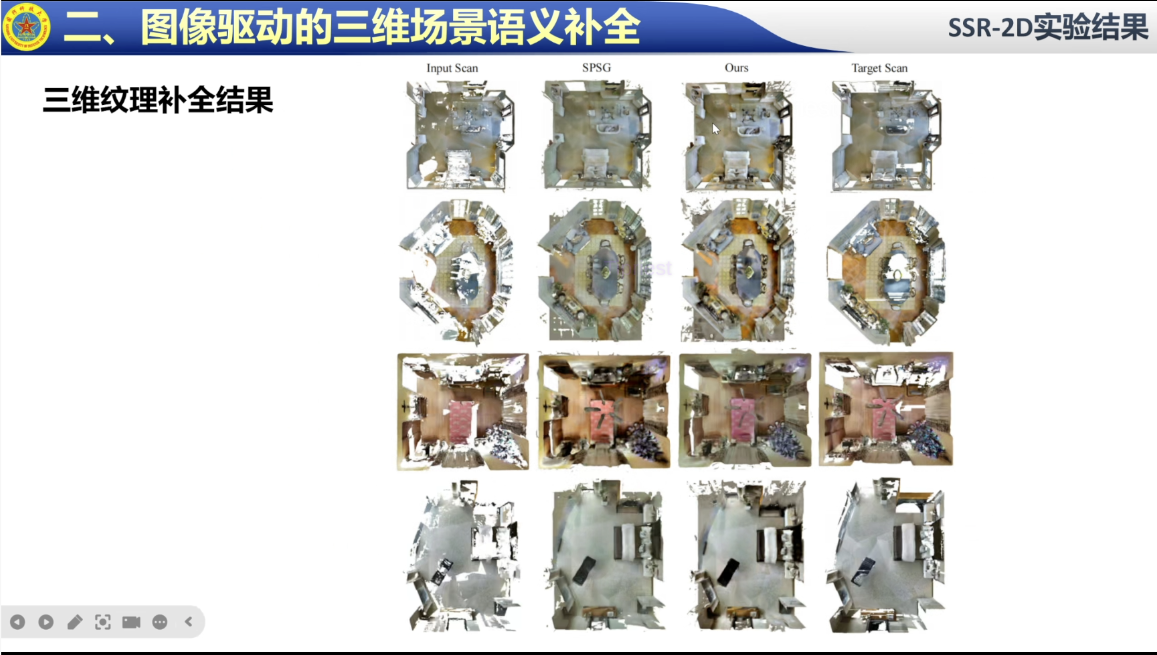 二、图像驱动的三维场景语义补全
SSR-2D实验结果
三维纹理补全结果
Input Scan
SPSG
Ours
Target Scan